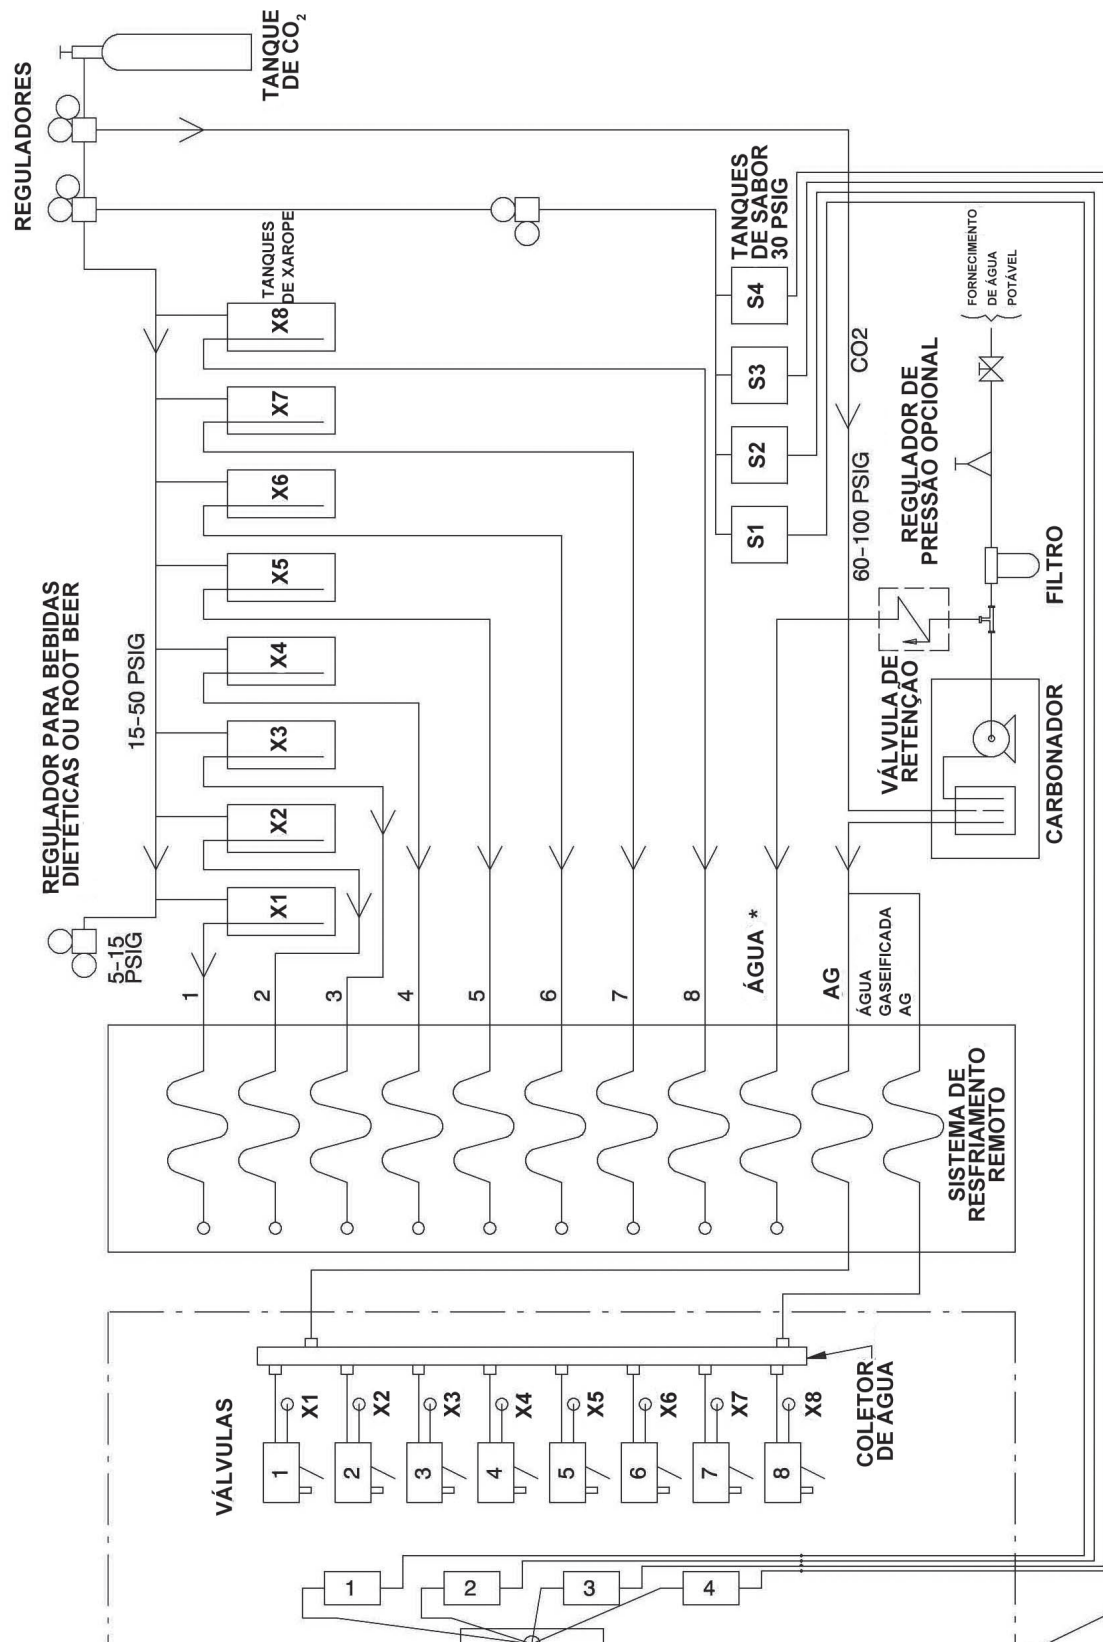 REGULADORES
TANQUE
DE CO2
TANQUES
DE XAROPE
TANQUES
DE SABOR
30 PSIG
X8
X7
X6
X5
X4
X3
X2
X1
S4
S3
S2
S1
REGULADOR PARA BEBIDAS
DIETÉTICAS OU ROOT BEER
15-50 PSIG
5-15
PSIG
CO2
60-100 PSIG
REGULADOR DE
PRESSÃO OPCIONAL
FORNECIMENTO
DE ÁGUA
POTÁVEL
FILTRO
VÁLVULA DE
RETENÇÃO
CARBONADOR
1
2
3
4
5
6
7
8
ÁGUA *
AG
ÁGUA
GASEIFICADA
AG
SISTEMA DE
RESFRIAMENTO
REMOTO
VÁLVULAS
X1
X2
X3
X4
X5
X6
X7
X8
1
2
3
4
5
6
7
8
COLETOR
DE ÁGUA
1
2
3
4